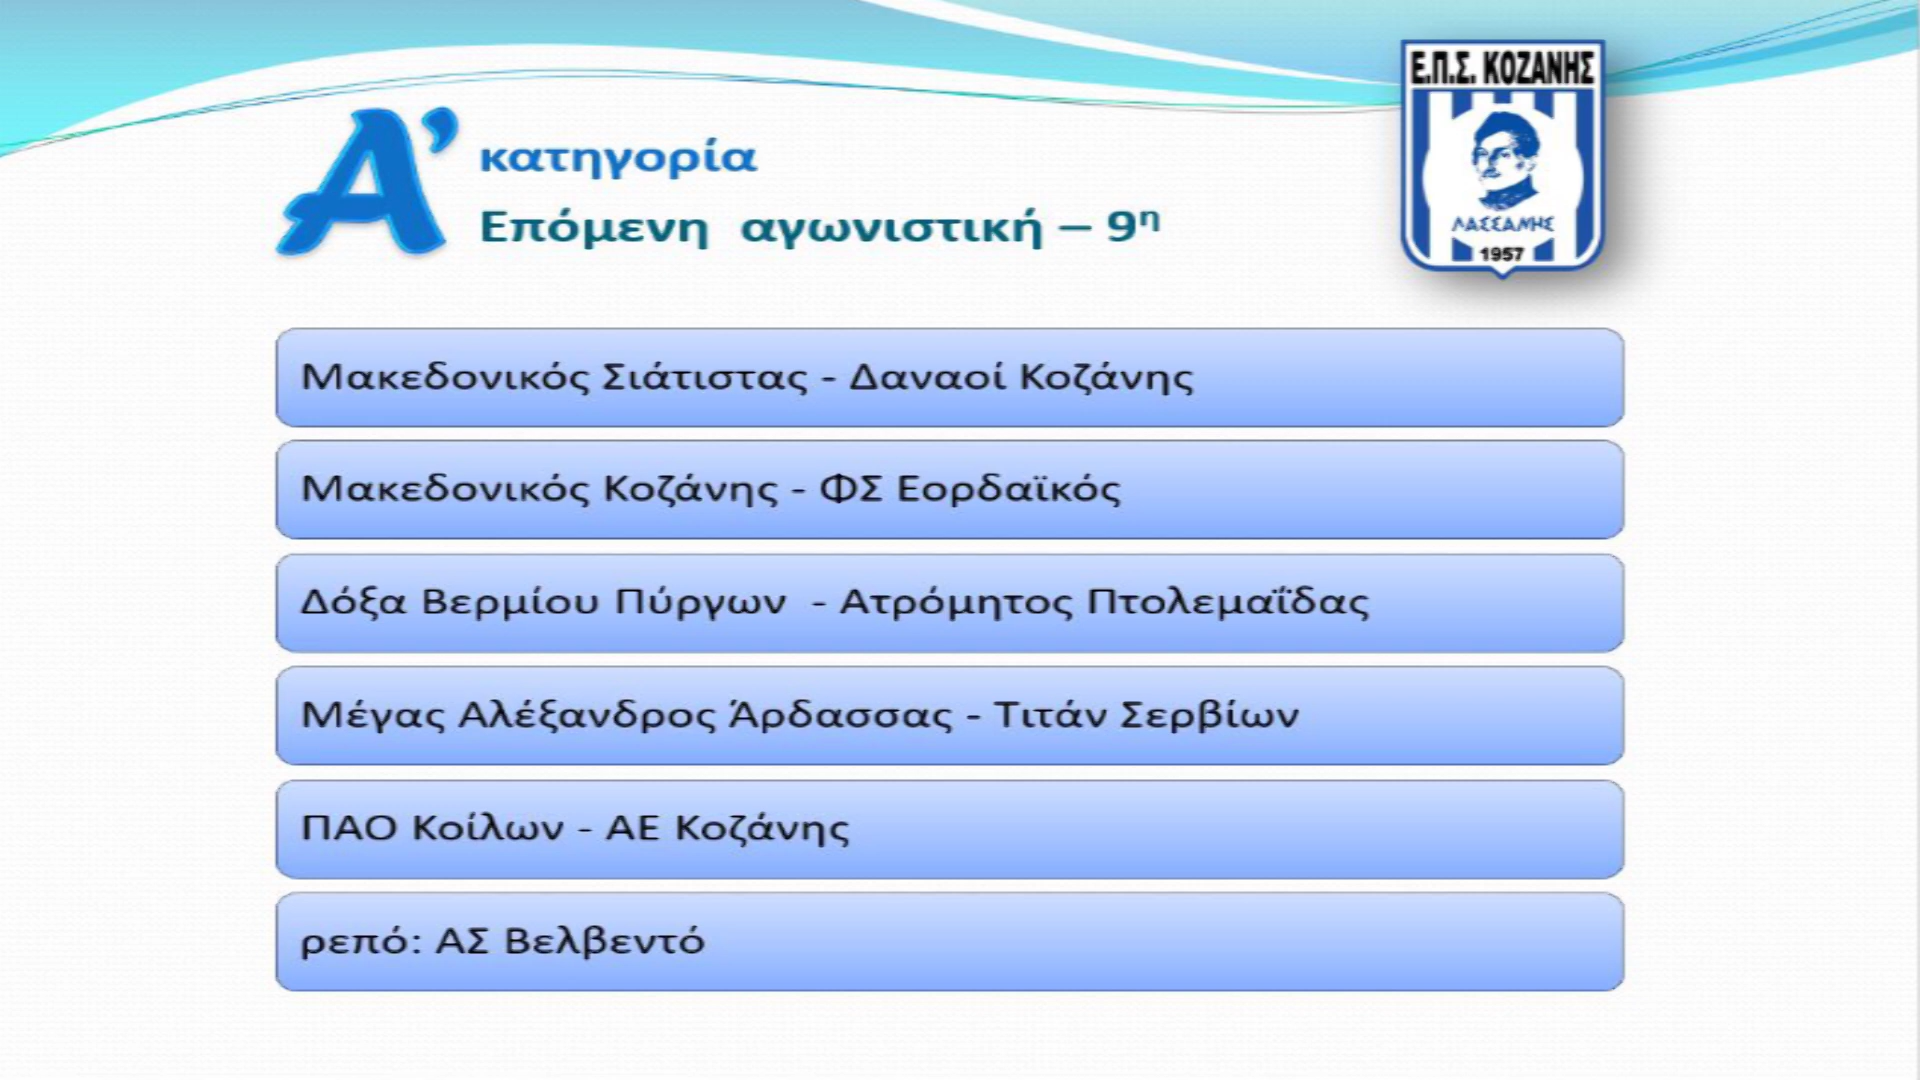 Α’ κατηγορία
Επόμενη αγωνιστική – 9η
Ε.Π.Σ. ΚΟΖΑΝΗΣ
ΛΑΣΣΑΝΗΣ
1957
Μακεδονικός Σιάτιστας - Δαναοί Κοζάνης
Μακεδονικός Κοζάνης - ΦΣ Εορδαϊκός
Δόξα Βερμίου Πύργων - Ατρόμητος Πτολεμαΐδας
Μέγας Αλέξανδρος Άρδασσας - Τιτάν Σερβίων
ΠΑΟ Κοίλων - ΑΕ Κοζάνης
ρεπό: ΑΣ Βελβεντό